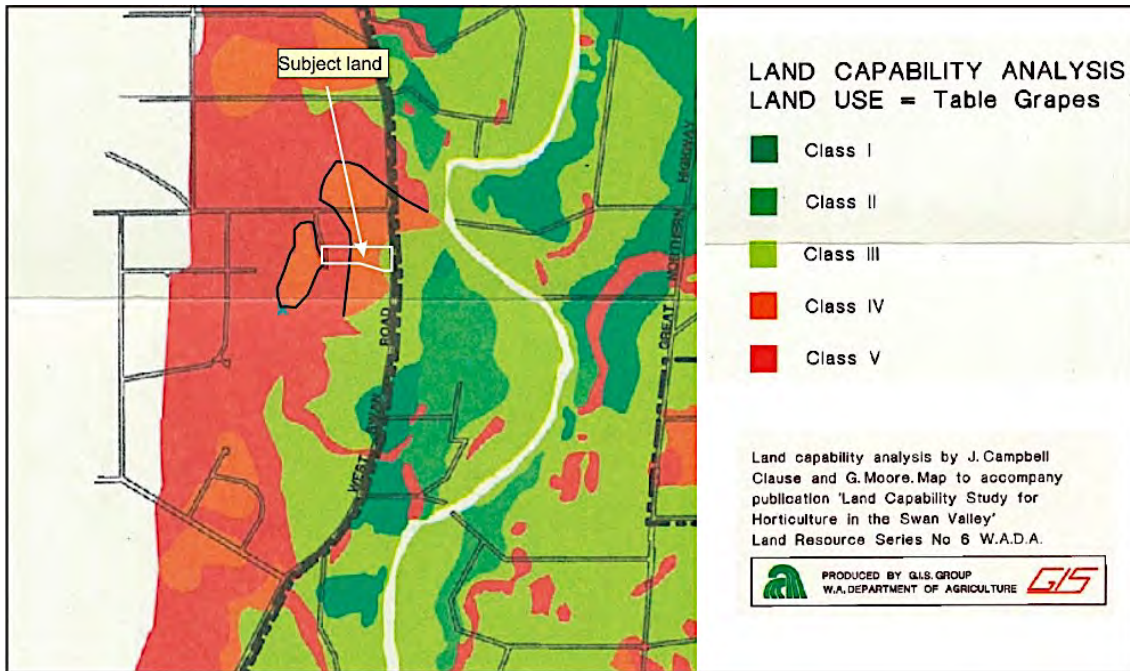 Subject land
WEST SWAN ROAD
GREAT NORTHERN HIGHWAY
LAND CAPABILITY ANALYSIS
LAND USE = Table Grapes
Class I
Class II
Class III
Class IV
Class V
Land capability analysis by J. Campbell
Clause and G. Moore. Map to accompany
publication 'Land Capability Study for
Horticulture in the Swan Valley'
Land Resource Series No 6 W.A.D.A.
PRODUCED BY G.I.S. GROUP
W.A. DEPARTMENT OF AGRICULTURE
GIS